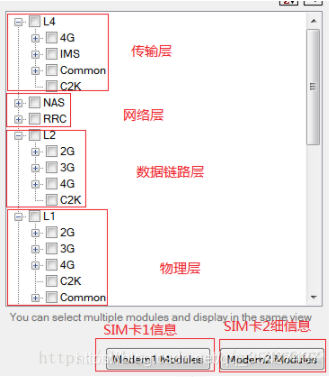 L4
4G
传输层
IMS
Common
C2K
NAS
网络层
RRC
L2
2G
数据链路层
3G
4G
C2K
L1
2G
3G
物理层
4G
C2K
Common
You can select multiple modules and display in the same view
SIM卡1信息
SIM卡2细信息
Modem1 Modules
Modem2 Modules